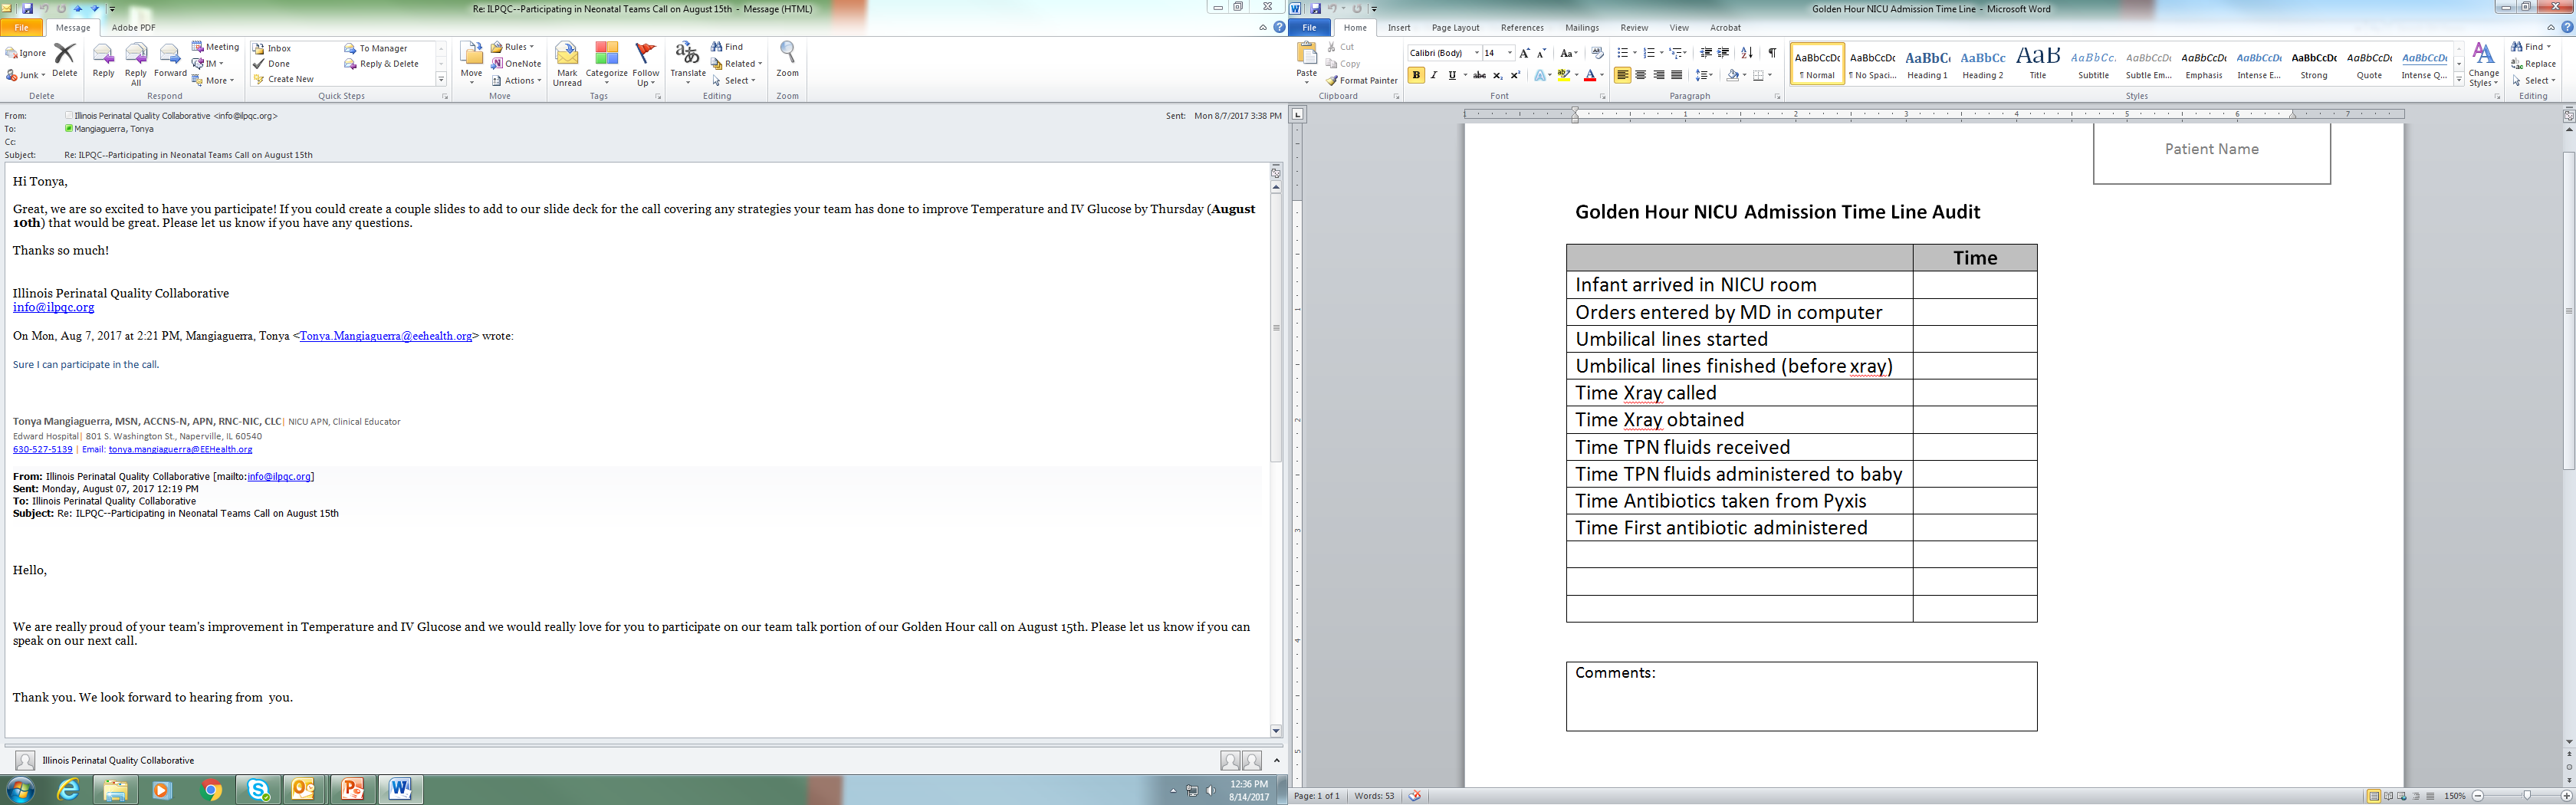 Re: ILPQC--Participating in Neonatal Teams Call on August 15th - Message (HTML)
File Message Adobe PDF
Ignore
Junk
Delete
Reply
Reply All
Forward
Meeting
IM
More
Inbox
Done
Create New
To Manager
Reply & Delete
Move
Rules
OneNote
Actions
Mark Unread
Categorize
Follow Up
Translate
Find
Related
Select
Zoom
Delete Respond Quick Steps Move Tags Editing Zoom
From: Illinois Perinatal Quality Collaborative <info@ilpqc.org> Sent: Mon 8/7/2017 3:38 PM
To: Mangiaguerra, Tonya
Cc:
Subject: Re: ILPQC--Participating in Neonatal Teams Call on August 15th
Hi Tonya,
Great, we are so excited to have you participate! If you could create a couple slides to add to our slide deck for the call covering any strategies your team has done to improve Temperature and IV Glucose by Thursday (August
10th) that would be great. Please let us know if you have any questions.
Thanks so much!
Illinois Perinatal Quality Collaborative
info@ilpqc.org
On Mon, Aug 7, 2017 at 2:21 PM, Mangiaguerra, Tonya <Tonya.Mangiaguerra@eehealth.org> wrote:
Sure I can participate in the call.
Tonya Mangiaguerra, MSN, ACCNS-N, APN, RNC-NIC, CLC| NICU APN, Clinical Educator
Edward Hospital| 801 S. Washington St., Naperville, IL 60540
630-527-5139 | Email: tonya.mangiaguerra@EEHealth.org
From: Illinois Perinatal Quality Collaborative [mailto:info@ilpqc.org]
Sent: Monday, August 07, 2017 12:19 PM
To: Illinois Perinatal Quality Collaborative
Subject: Re: ILPQC--Participating in Neonatal Teams Call on August 15th
Hello,
We are really proud of your team's improvement in Temperature and IV Glucose and we would really love for you to participate on our team talk portion of our Golden Hour call on August 15th. Please let us know if you can
speak on our next call.
Thank you. We look forward to hearing from you.
Illinois Perinatal Quality Collaborative
12:36 PM
8/14/2017
Golden Hour NICU Admission Time Line - Microsoft Word
File Home Insert Page Layout References Mailings Review View Acrobat
Paste
Cut
Copy
Format Painter
Calibri (Body) 14
AaBbCcDc AaBbCcDc AaBbC AaBbCc AaB AaBbCc. AaBbCcDc AaBbCcDc AaBbCcDc AaBbCcDc AaBbCcDc AaBbCcDc
¶ Normal ¶ No Spaci... Heading 1 Heading 2 Title Subtitle Subtle Em... Emphasis Intense E... Strong Quote Intense Q...
Change Styles
Find
Replace
Select
Clipboard Font Paragraph Styles Editing
Patient Name
Golden Hour NICU Admission Time Line Audit
Time
Infant arrived in NICU room
Orders entered by MD in computer
Umbilical lines started
Umbilical lines finished (before xray)
Time Xray called
Time Xray obtained
Time TPN fluids received
Time TPN fluids administered to baby
Time Antibiotics taken from Pyxis
Time First antibiotic administered
Comments:
Page: 1 of 1 Words: 53 150%